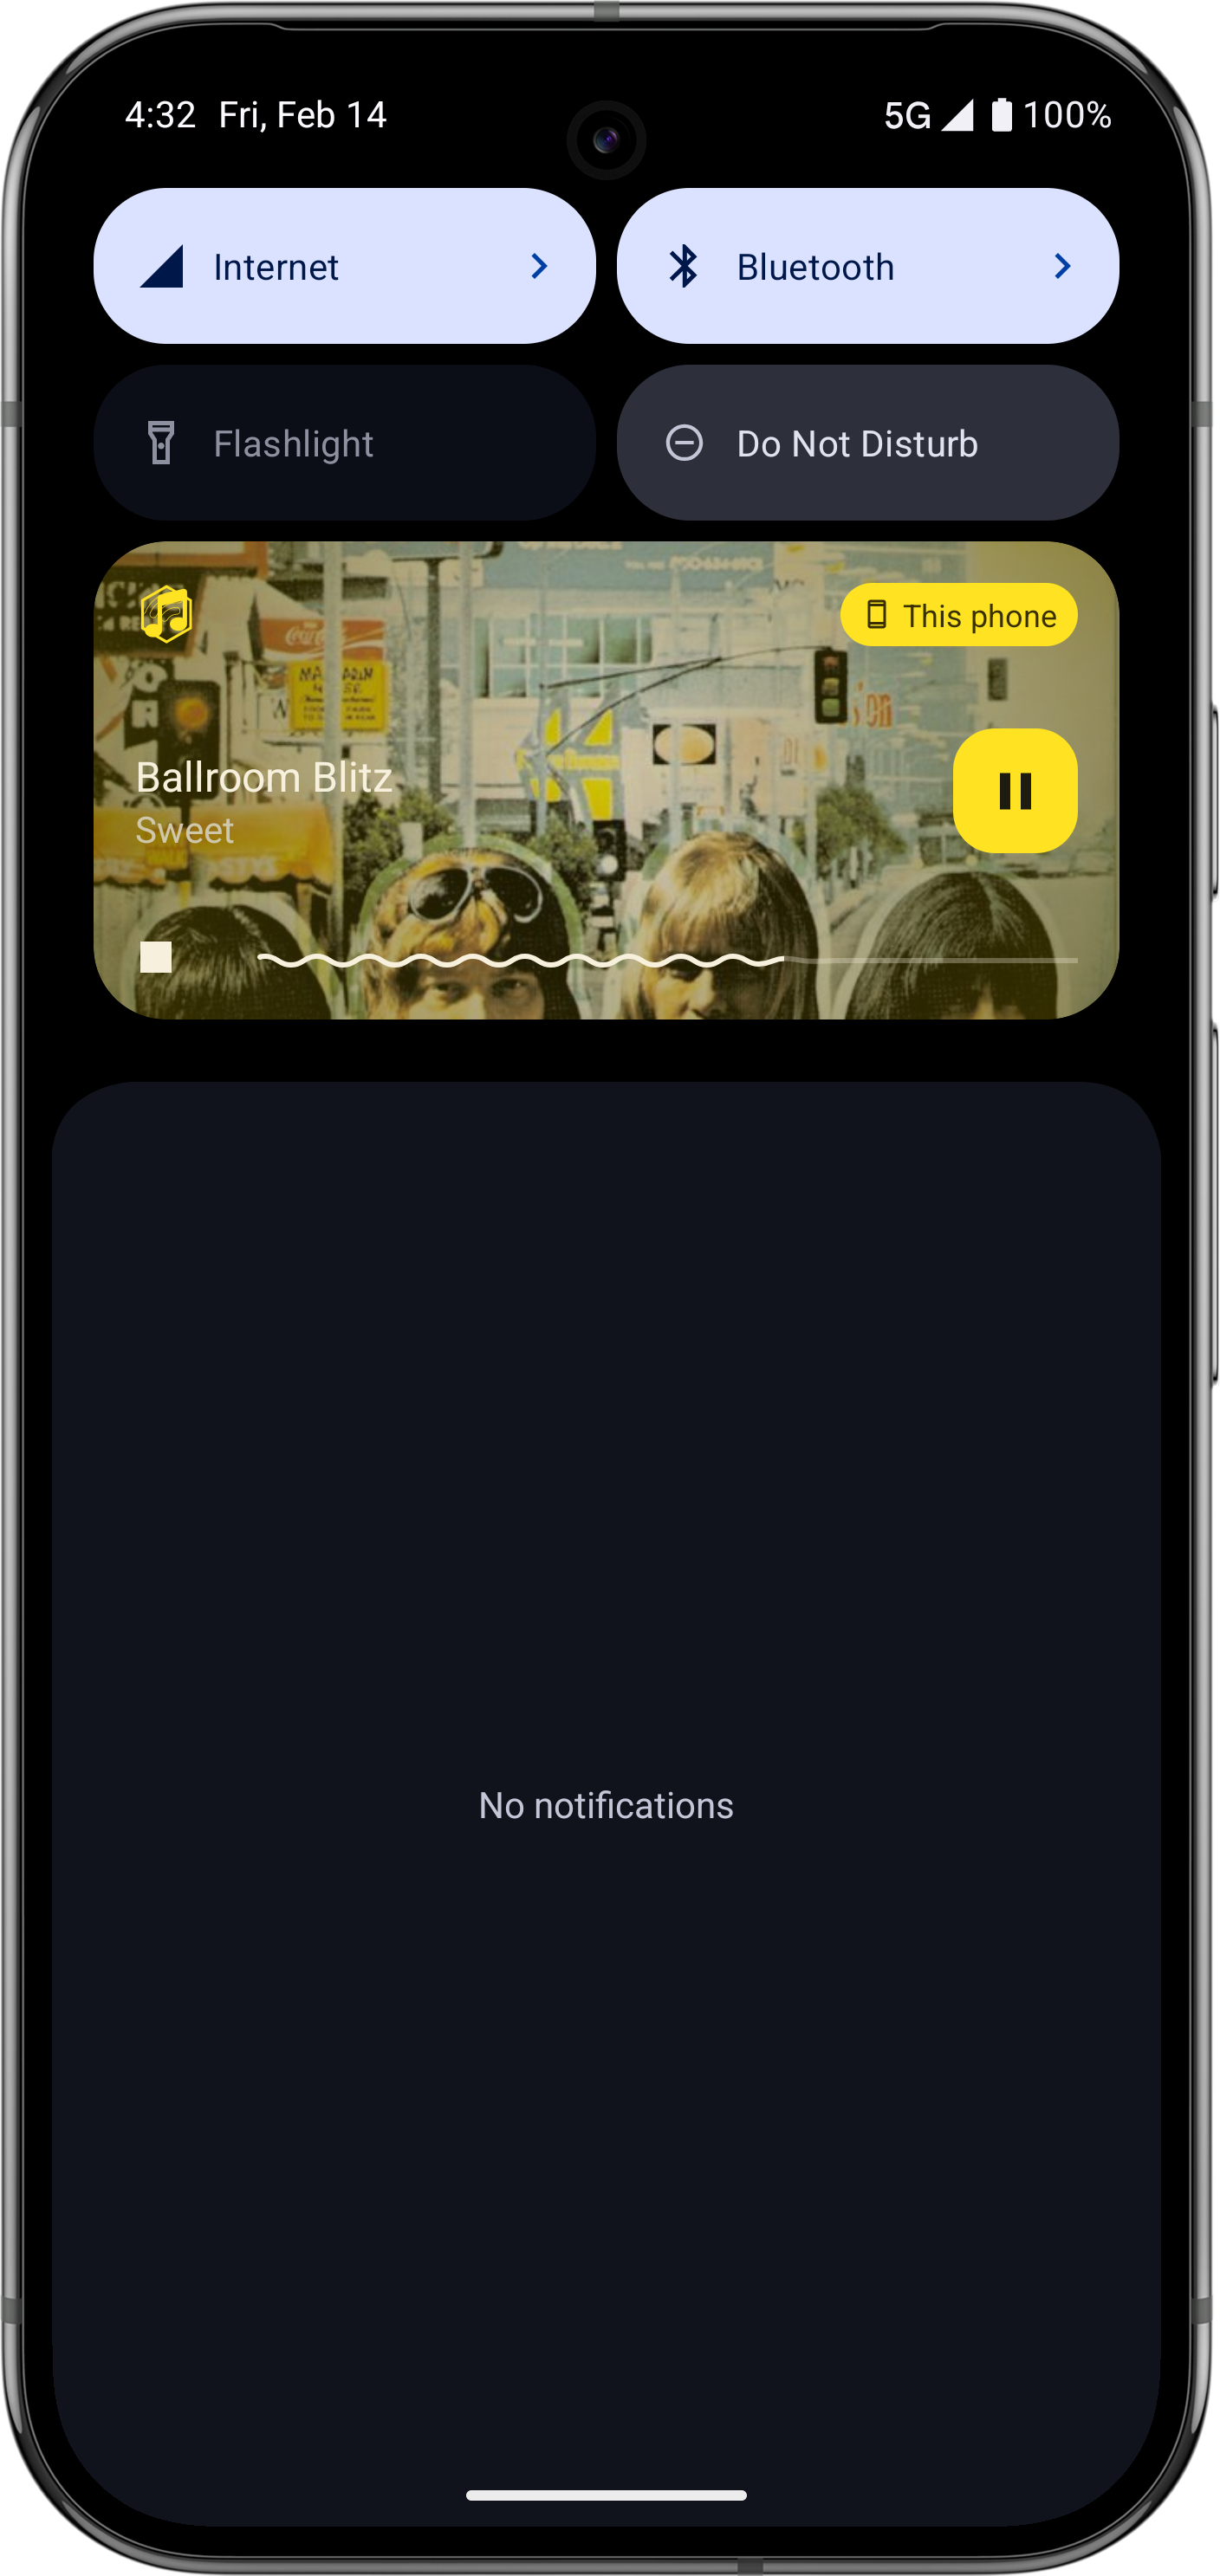 4:32 Fri, Feb 14
5G 100%
Internet
Bluetooth
Flashlight
Do Not Disturb
This phone
Ballroom Blitz
Sweet
No notifications